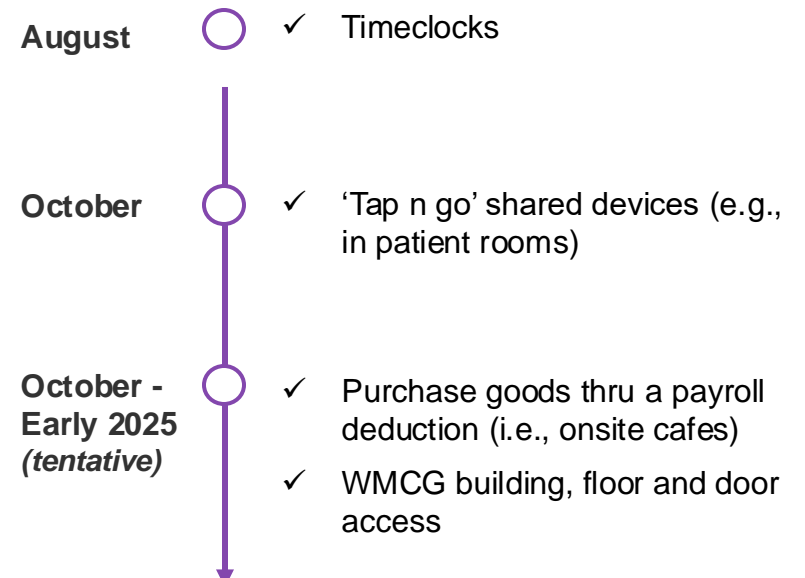 August
✓ Timeclocks
October
✓ ‘Tap n go’ shared devices (e.g.,
in patient rooms)
October -
Early 2025
(tentative)
✓ Purchase goods thru a payroll
deduction (i.e., onsite cafes)
✓ WMCG building, floor and door
access